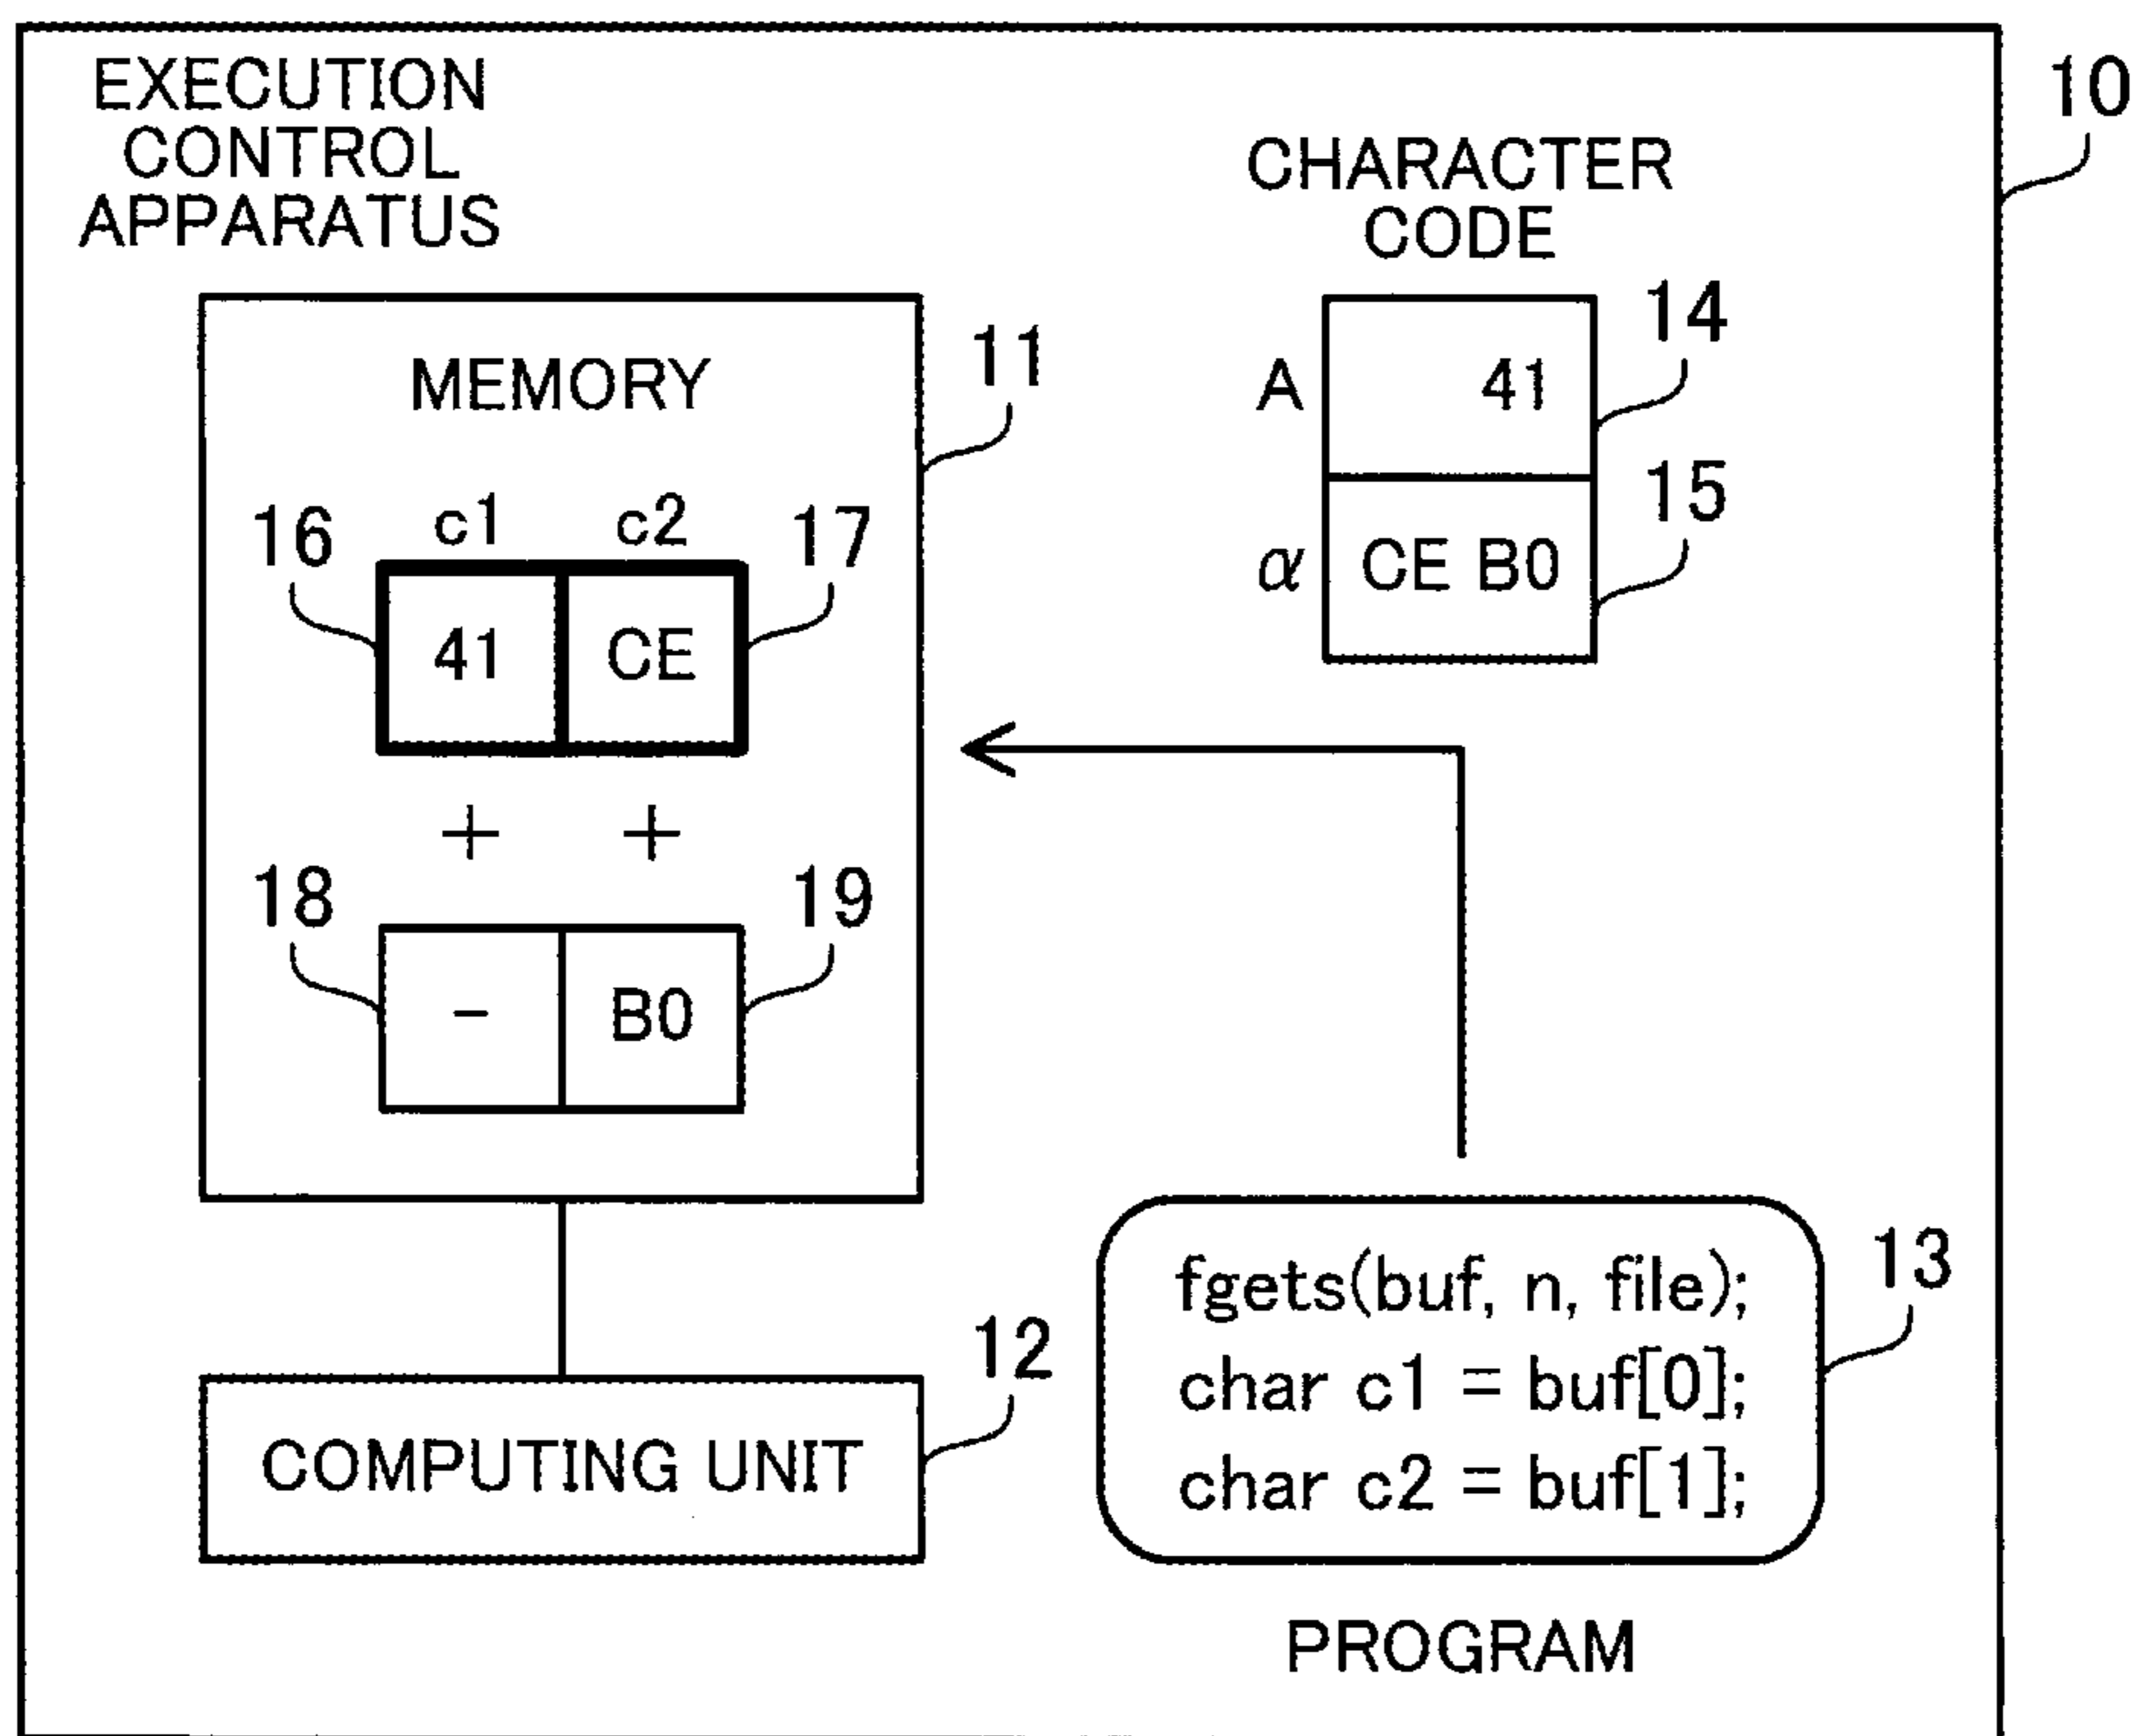 EXECUTION
CONTROL
APPARATUS
10
CHARACTER
CODE
MEMORY
11
A 41 14
α CE B0 15
16 c1 c2 17
41 CE
+ +
18 19
- B0
COMPUTING UNIT
12
fgets(buf, n, file);
char c1 = buf[0];
char c2 = buf[1];
13
PROGRAM